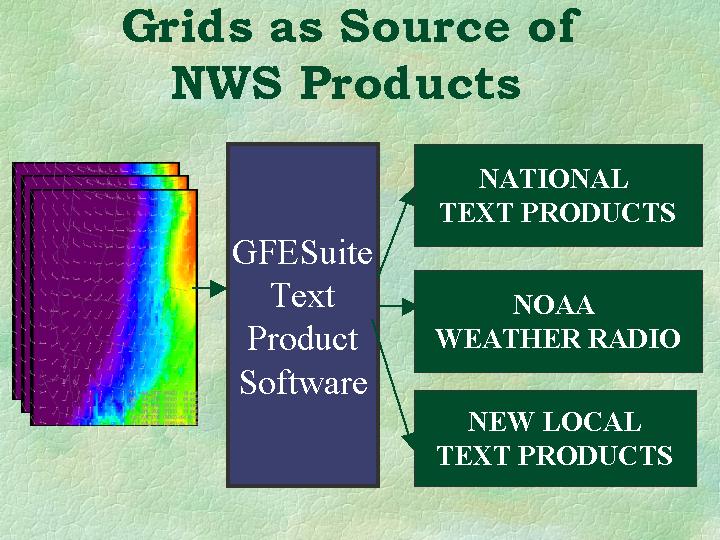 Grids as Source of
NWS Products
GFESuite
Text
Product
Software
NATIONAL
TEXT PRODUCTS
NOAA
WEATHER RADIO
NEW LOCAL
TEXT PRODUCTS